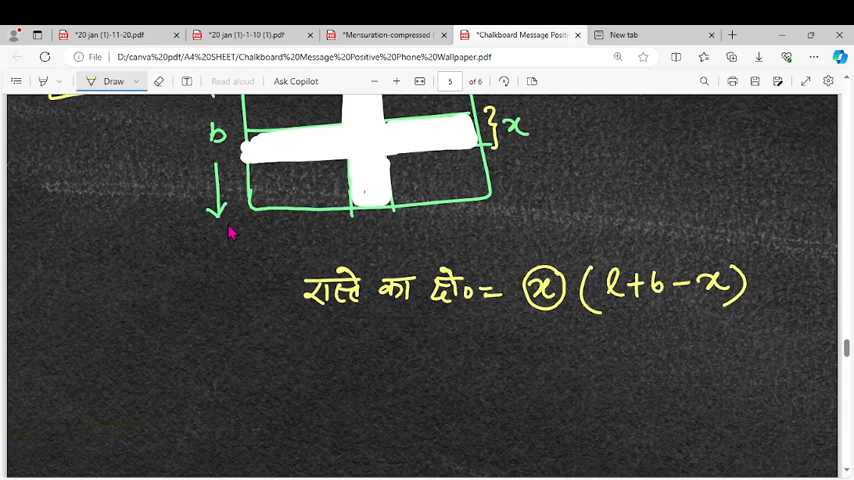 *20 jan (1)-11-20.pdf
*20 jan (1)-1-10 (1).pdf
*Mensuration-compressed (
*Chalkboard Message Posit
New tab
File
D:/canva%20pdf/A4%20SHEET/Chalkboard%20Message%20Positive%20Phone%20Wallpaper.pdf
Draw
Read aloud
Ask Copilot
5 of 6
b
x
रास्ते का क्षे० = x (l+b-x)